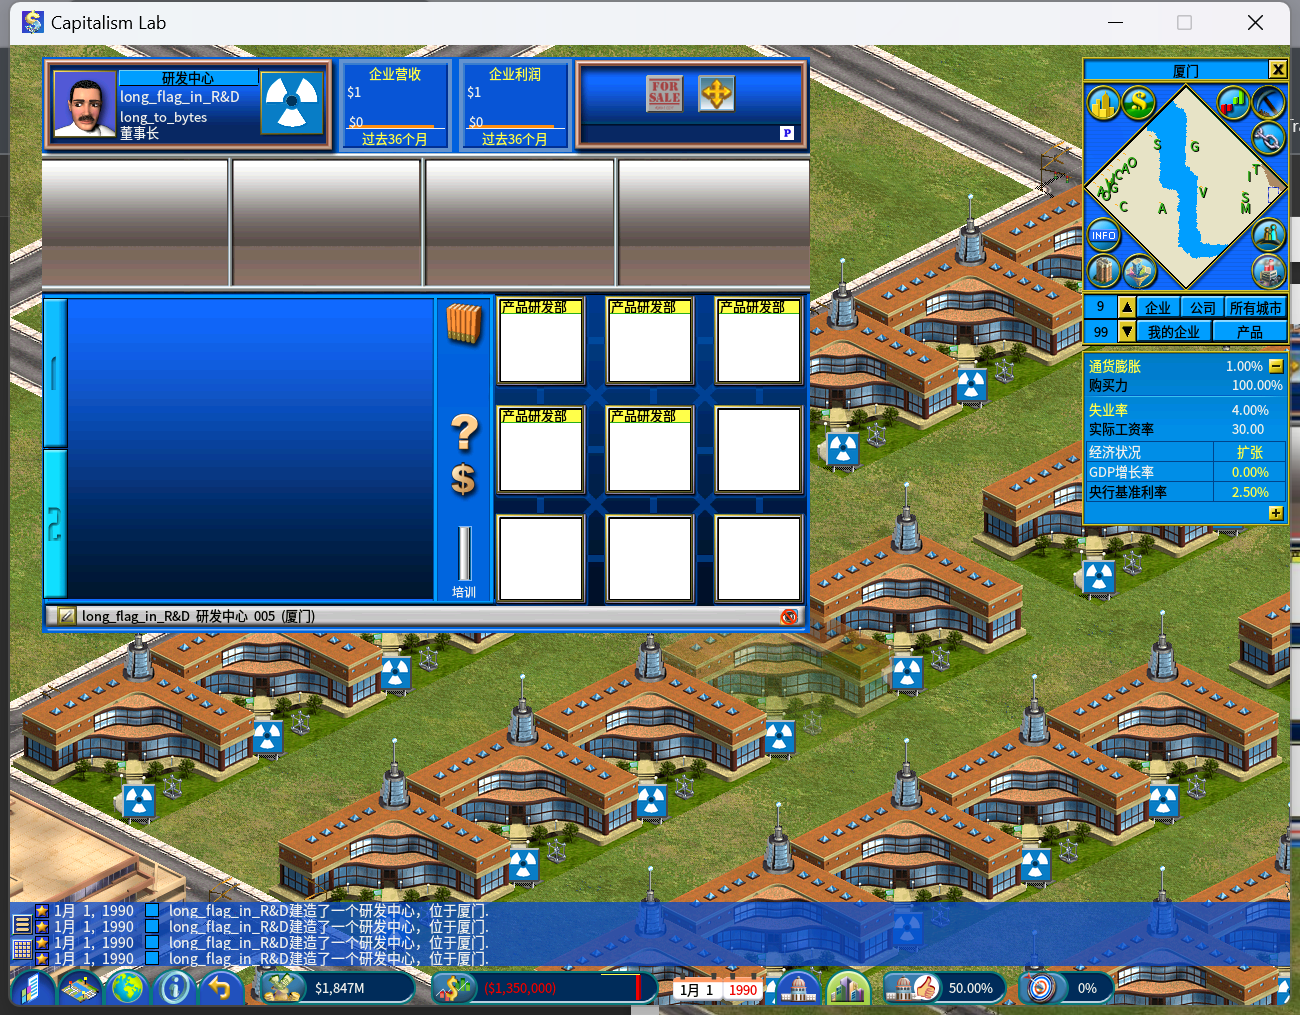 Capitalism Lab
研发中心
long_flag_in_R&D
long_to_bytes
董事长
企业营收
$1
$0
过去36个月
企业利润
$1
$0
过去36个月
FOR SALE
P
厦门
X
INFO
9
企业
公司
所有城市
99
我的企业
产品
通货膨胀 1.00%
购买力 100.00%
失业率 4.00%
实际工资率 30.00
经济状况 扩张
GDP增长率 0.00%
央行基准利率 2.50%
1
2
?
$
培训
产品研发部
产品研发部
产品研发部
产品研发部
产品研发部
long_flag_in_R&D 研发中心 005 (厦门)
1月 1, 1990 long_flag_in_R&D建造了一个研发中心，位于厦门.
1月 1, 1990 long_flag_in_R&D建造了一个研发中心，位于厦门.
1月 1, 1990 long_flag_in_R&D建造了一个研发中心，位于厦门.
1月 1, 1990 long_flag_in_R&D建造了一个研发中心，位于厦门.
$1,847M
($1,350,000)
1月 1 1990
50.00%
0%